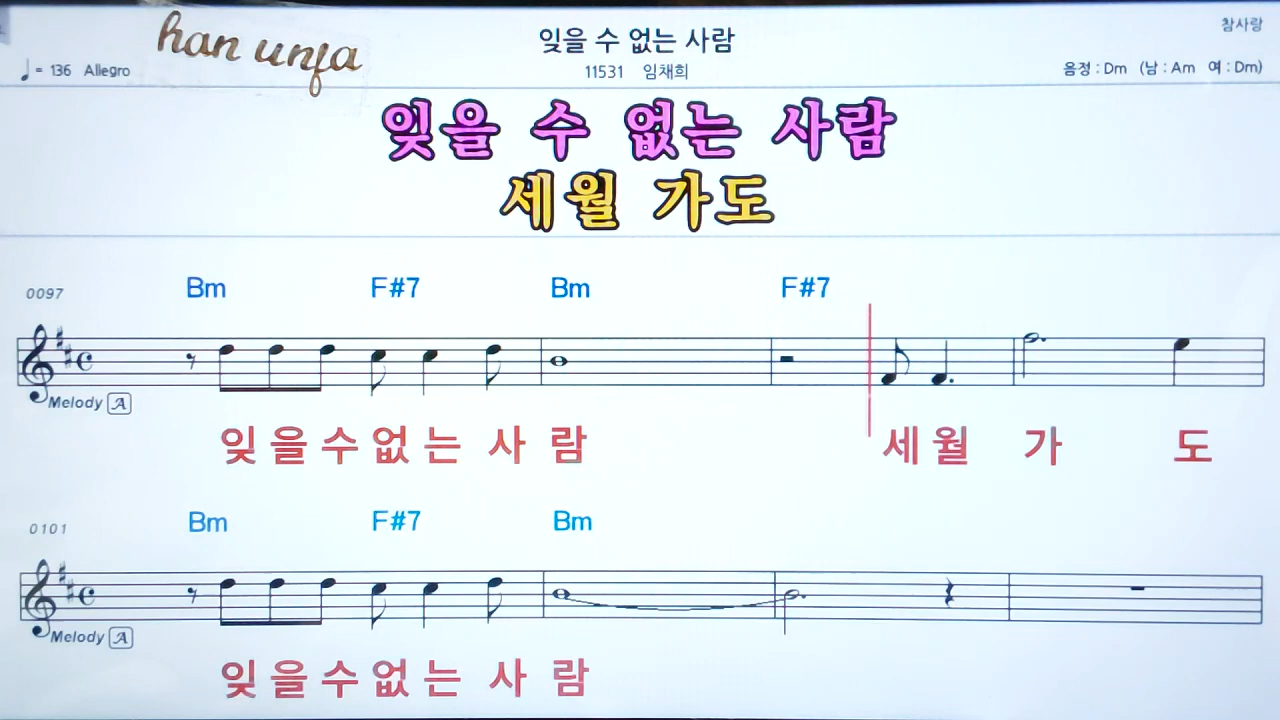 han unfa
잊을 수 없는 사람
참사랑
♩ = 136 Allegro
11531 임채희
음정 : Dm (남 : Am 여 : Dm)
잊을 수 없는 사람
세월 가도
0097
Bm F#7 Bm F#7
Melody A
잊 을 수 없 는 사 람 세 월 가 도
0101
Bm F#7 Bm
Melody A
잊 을 수 없 는 사 람